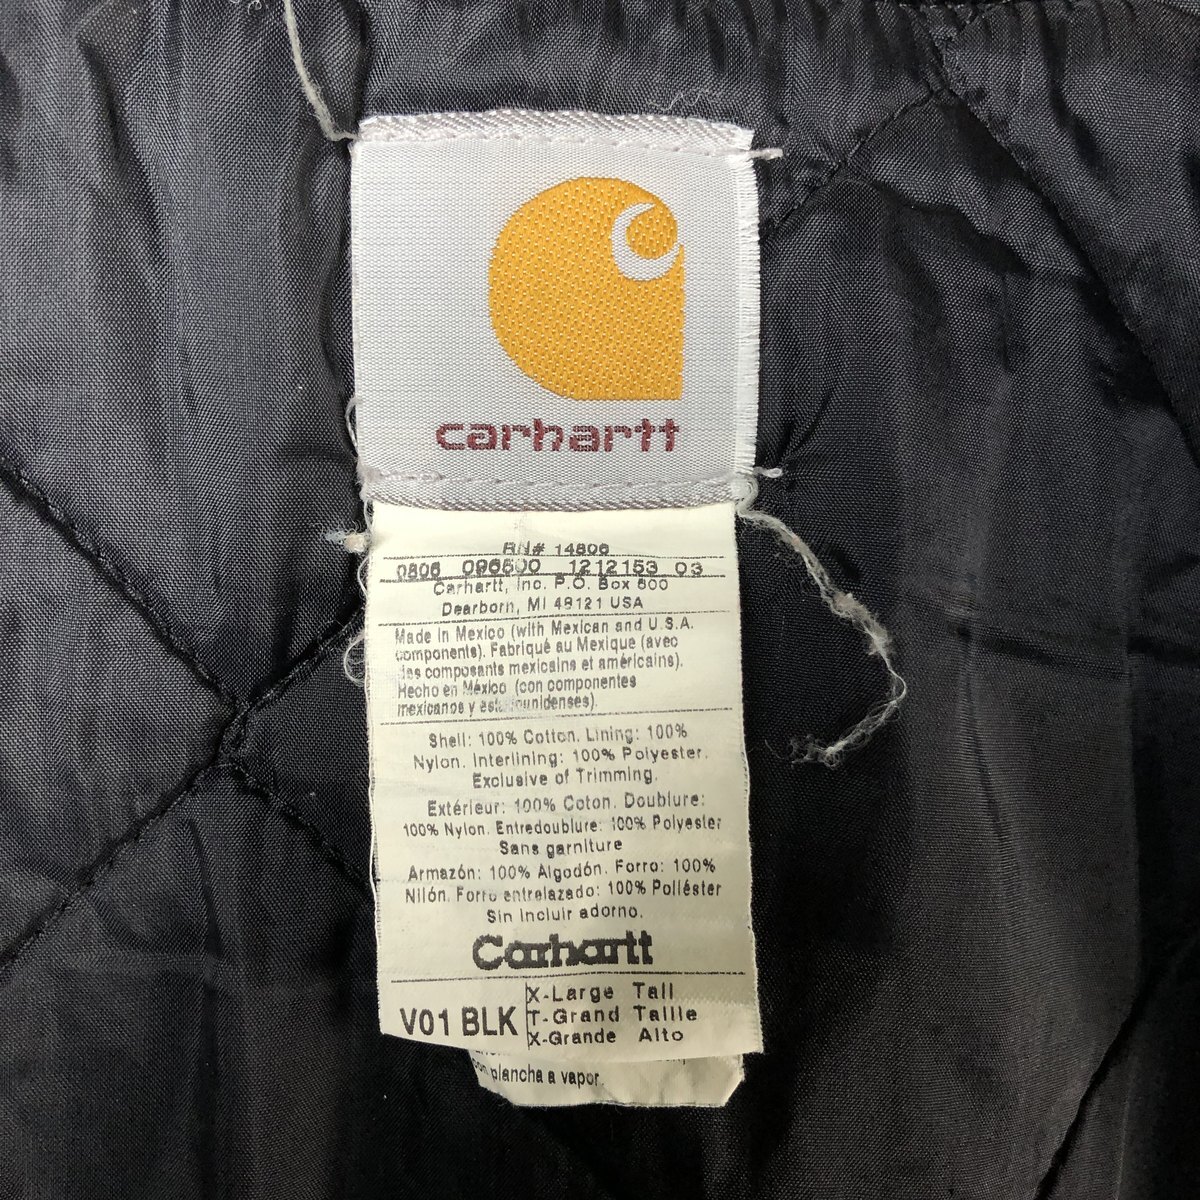 carhartt
RN# 14806
0806 096500 1212153 03
Carhartt, Inc. P.O. Box 600
Dearborn, MI 48121 USA
Made in Mexico (with Mexican and U.S.A.
components). Fabriqué au Mexique (avec
des composants mexicains et américains).
Hecho en México (con componentes
mexicanos y estadounidenses).
Shell: 100% Cotton. Lining: 100%
Nylon. Interlining: 100% Polyester.
Exclusive of Trimming.
Extérieur: 100% Coton. Doublure:
100% Nylon. Entredoublure: 100% Polyester
Sans garniture
Armazón: 100% Algodón. Forro: 100%
Nilón. Forro entrelazado: 100% Poliéster
Sin Incluir adorno.
Carhartt
V01 BLK
X-Large Tall
T-Grand Taille
X-Grande Alto
plancha a vapor.